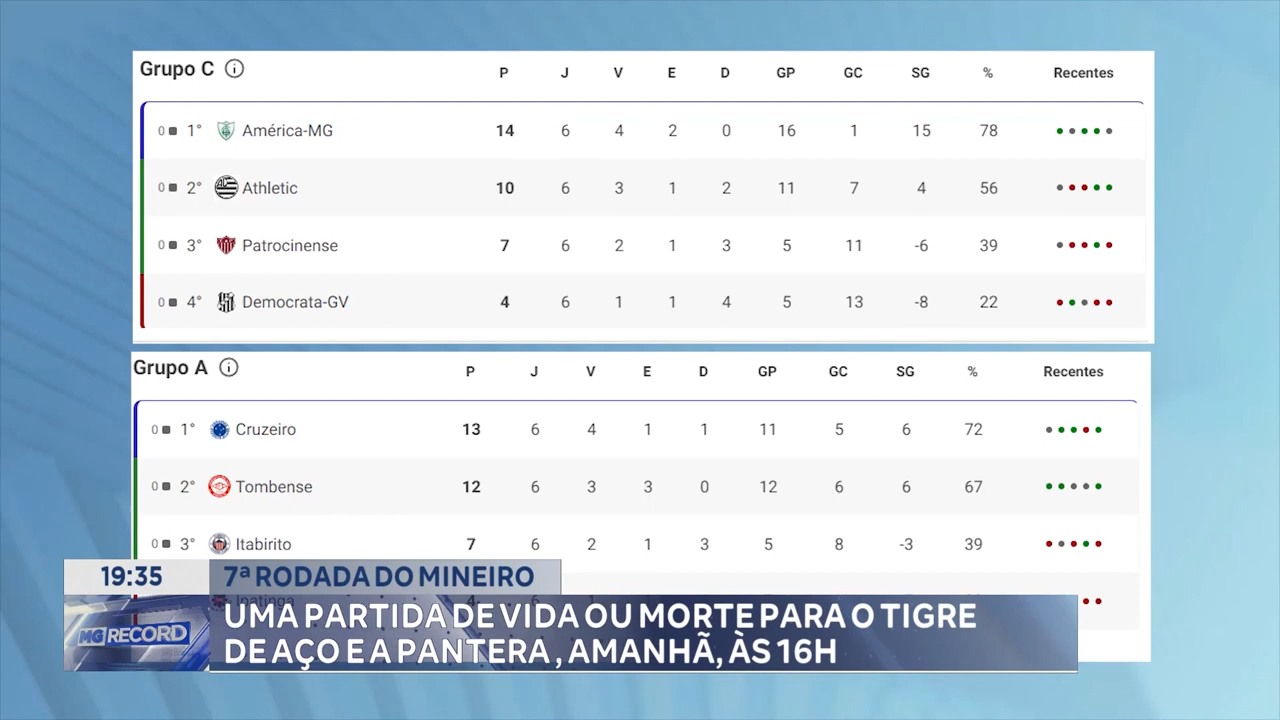 Grupo C P J V E D GP GC SG % Recentes
0 1° América-MG 14 6 4 2 0 16 1 15 78
0 2° Athletic 10 6 3 1 2 11 7 4 56
0 3° Patrocinense 7 6 2 1 3 5 11 -6 39
0 4° Democrata-GV 4 6 1 1 4 5 13 -8 22
Grupo A P J V E D GP GC SG % Recentes
0 1° Cruzeiro 13 6 4 1 1 11 5 6 72
0 2° Tombense 12 6 3 3 0 12 6 6 67
0 3° Itabirito 7 6 2 1 3 5 8 -3 39
Ipatinga 4 6 1
19:35
7ª RODADA DO MINEIRO
MG RECORD
UMA PARTIDA DE VIDA OU MORTE PARA O TIGRE
DE AÇO E A PANTERA , AMANHÃ, ÀS 16H